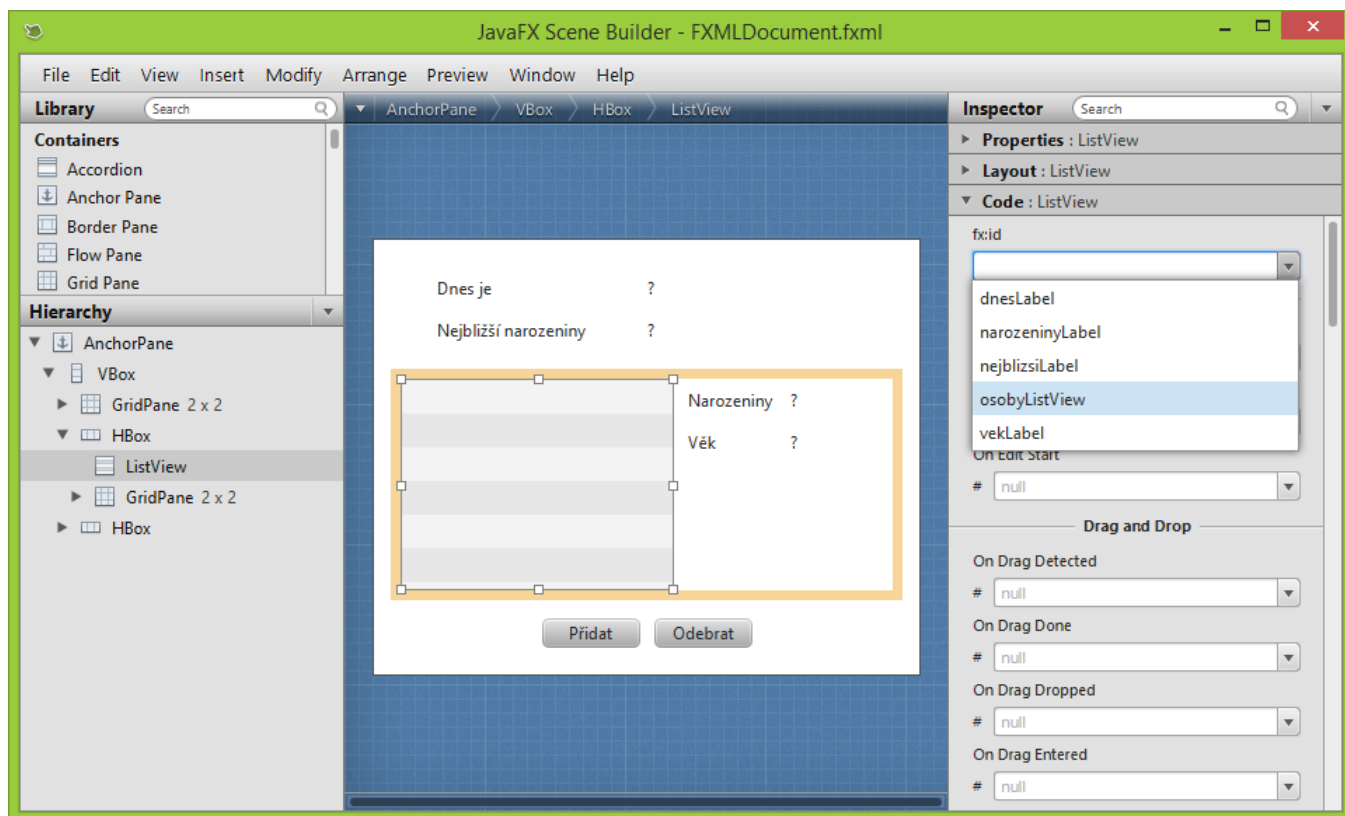 JavaFX Scene Builder - FXMLDocument.fxml
File Edit View Insert Modify Arrange Preview Window Help
Library Search
Containers
Accordion
Anchor Pane
Border Pane
Flow Pane
Grid Pane
Hierarchy
AnchorPane
VBox
GridPane 2 x 2
HBox
ListView
GridPane 2 x 2
HBox
AnchorPane VBox HBox ListView
Dnes je ?
Nejbližší narozeniny ?
Narozeniny ?
Věk ?
Přidat Odebrat
Inspector Search
Properties : ListView
Layout : ListView
Code : ListView
fx:id
dnesLabel
narozeninyLabel
nejblizsiLabel
osobyListView
vekLabel
On Edit Start
# null
Drag and Drop
On Drag Detected
# null
On Drag Done
# null
On Drag Dropped
# null
On Drag Entered
# null